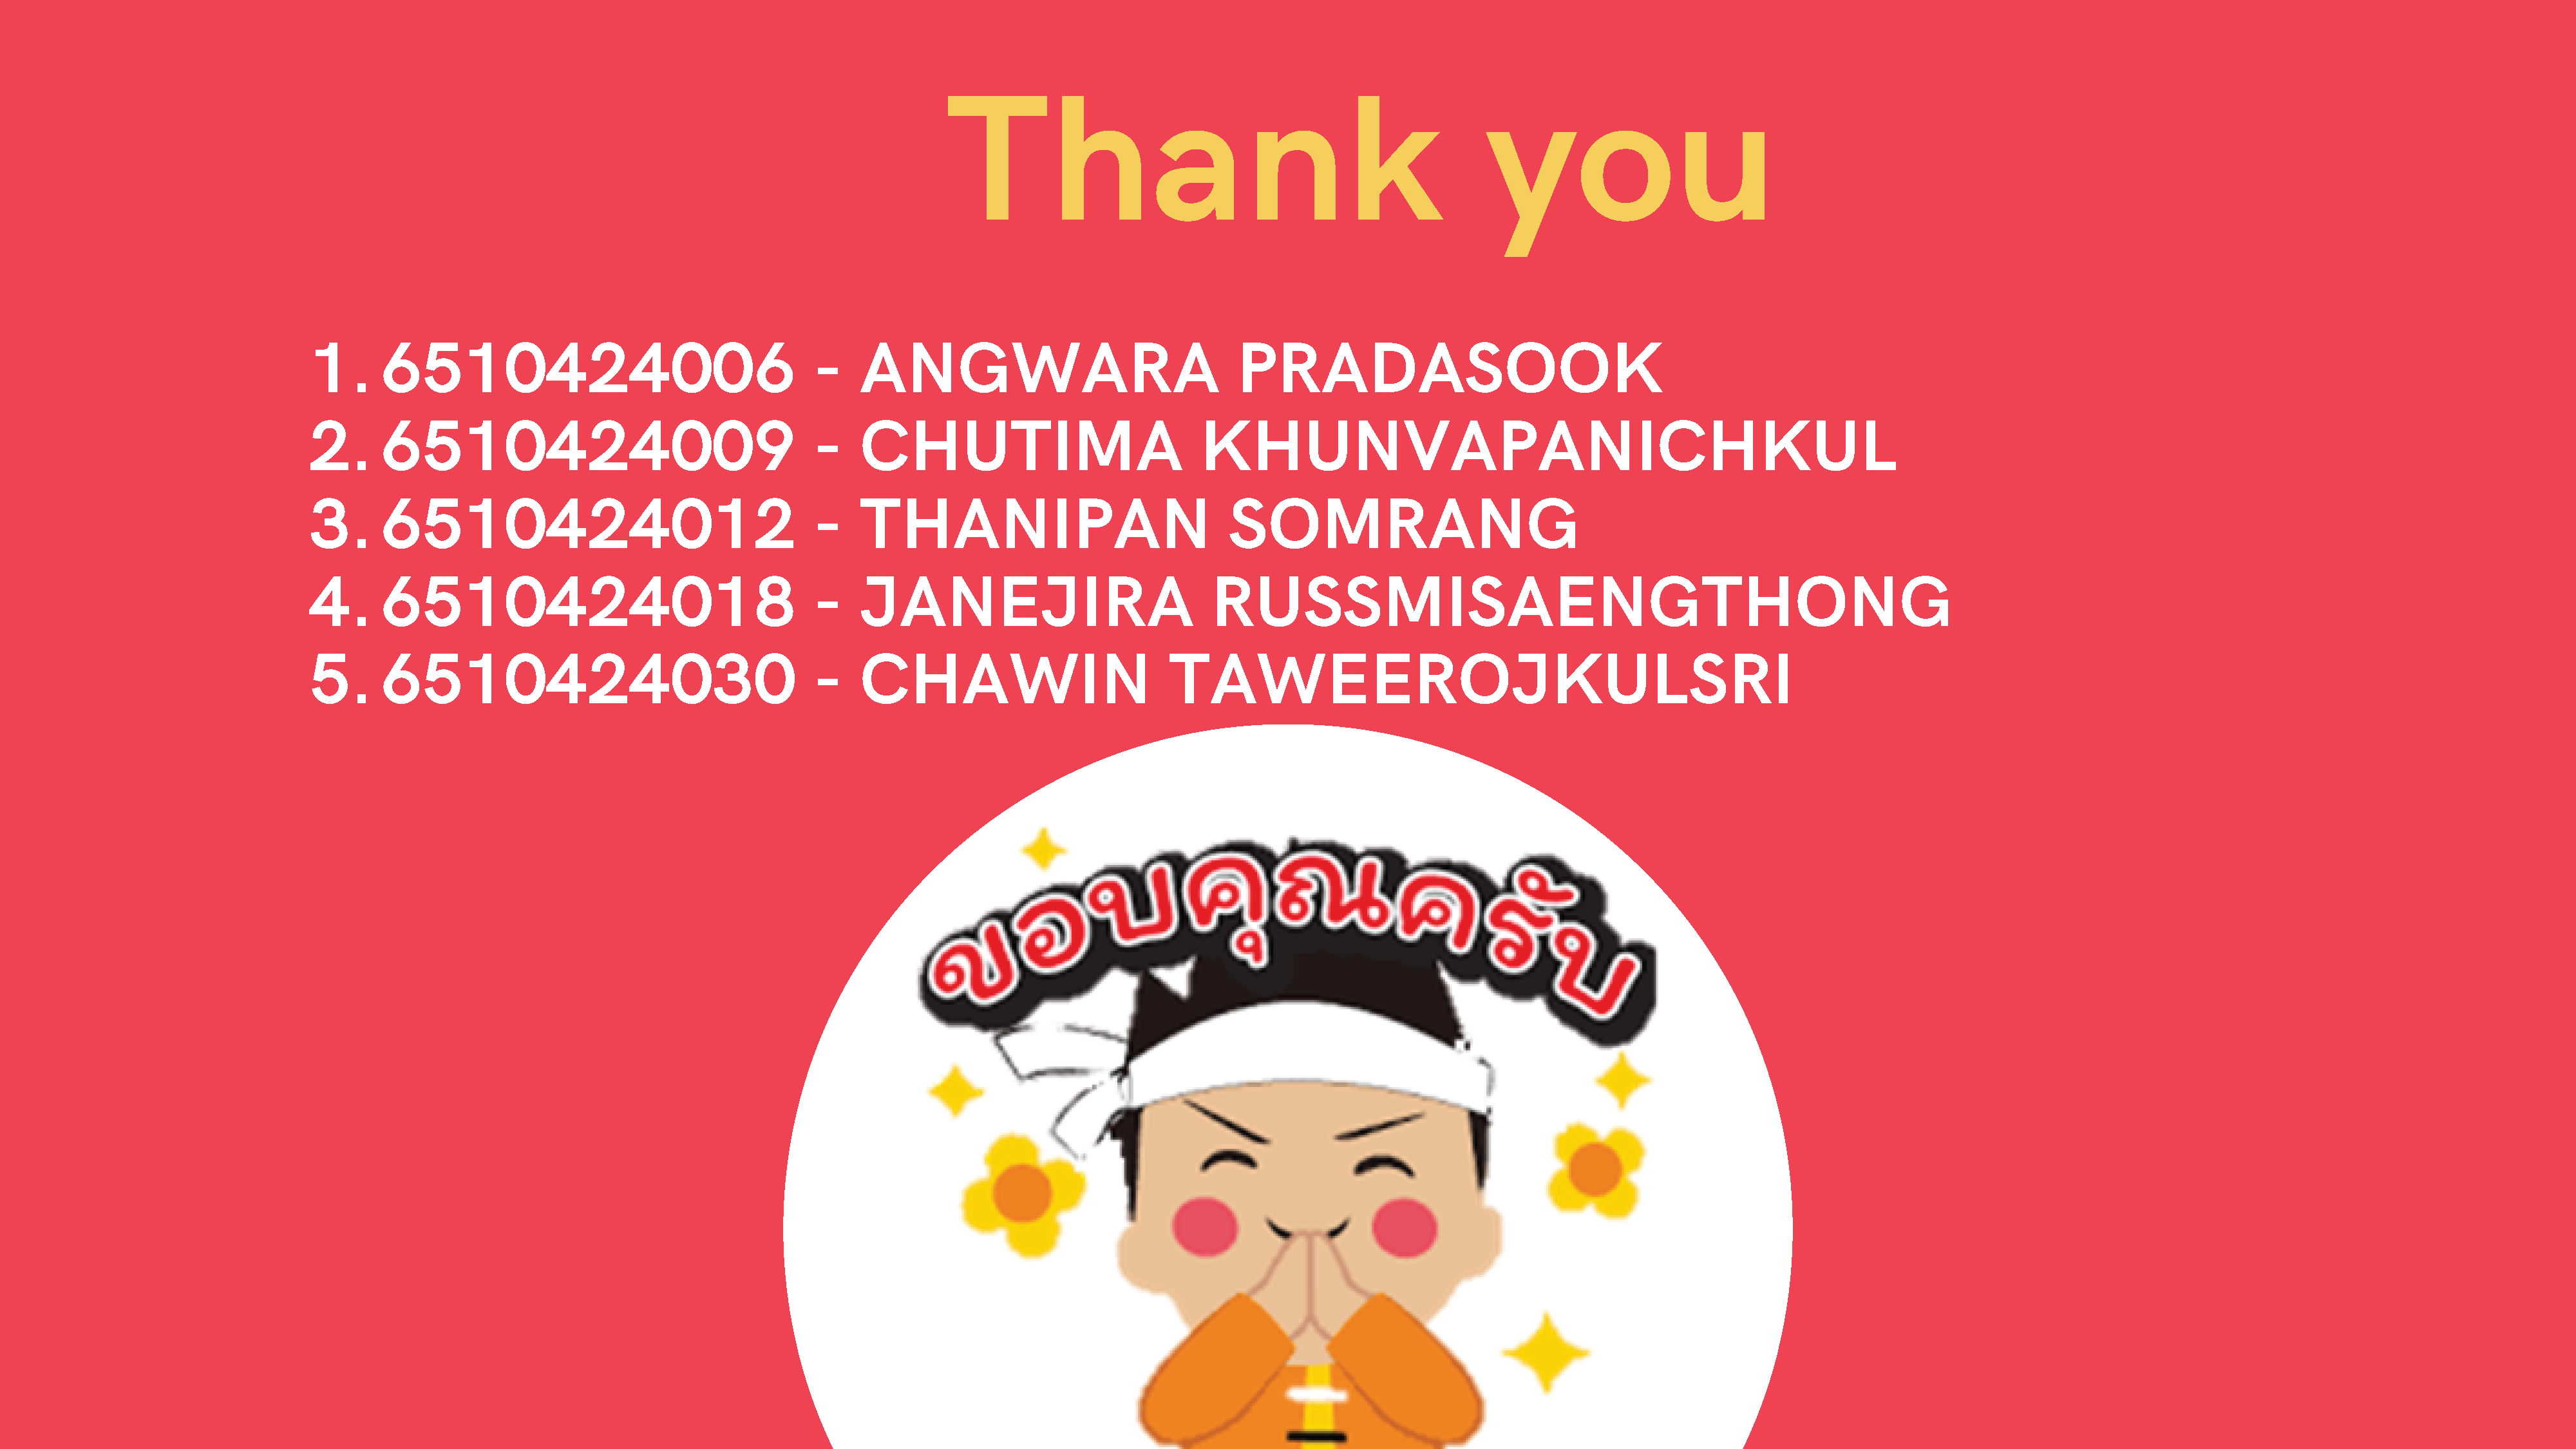 Thank you
1. 6510424006 - ANGWARA PRADASOOK
2. 6510424009 - CHUTIMA KHUNVAPANICHKUL
3. 6510424012 - THANIPAN SOMRANG
4. 6510424018 - JANEJIRA RUSSMISAENGTHONG
5. 6510424030 - CHAWIN TAWEEROJKULSRI
ขอบคุณครับ